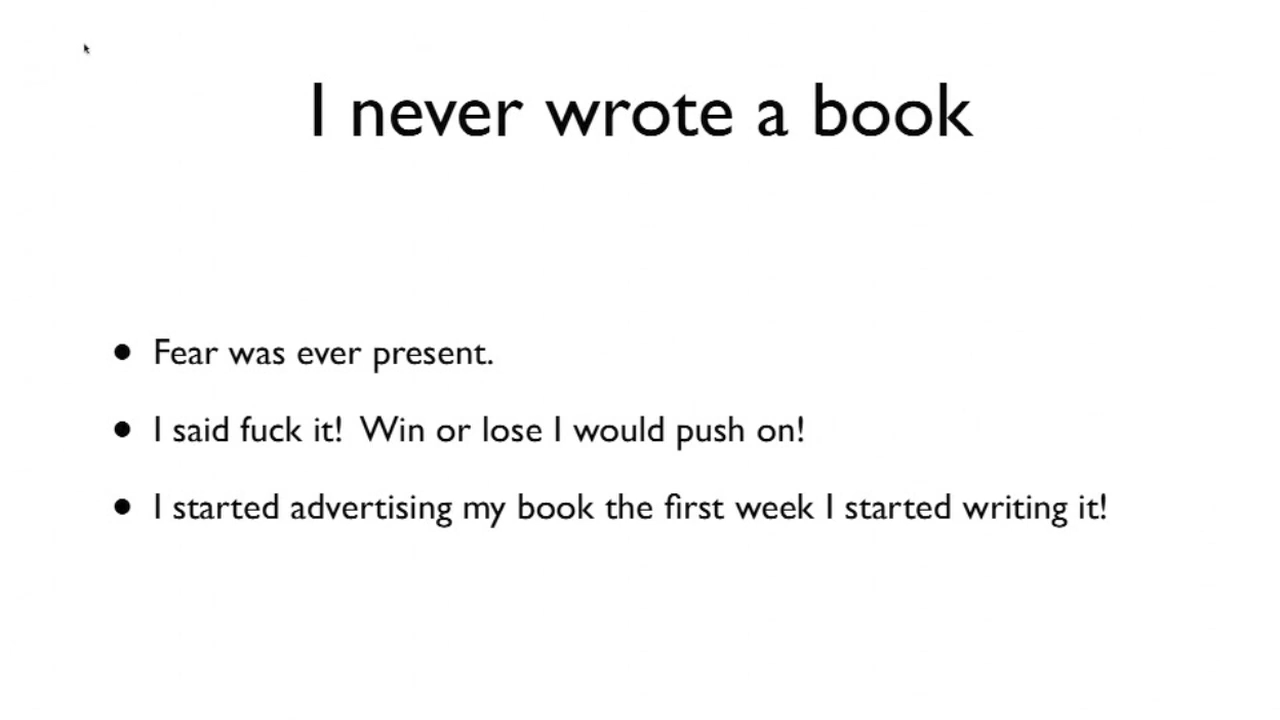 I never wrote a book
• Fear was ever present.
• I said fuck it!  Win or lose I would push on!
• I started advertising my book the first week I started writing it!